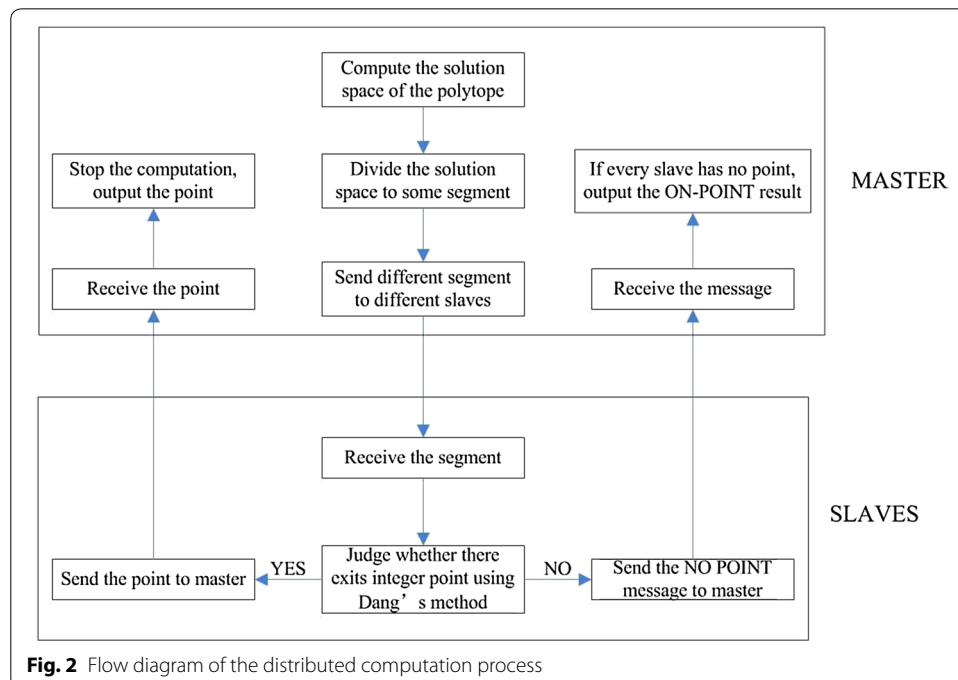 Compute the solution
space of the polytope
Stop the computation,
output the point
Divide the solution
space to some segment
If every slave has no point,
output the ON-POINT result
MASTER
Receive the point
Send different segment
to different slaves
Receive the message
Receive the segment
SLAVES
Send the point to master
YES
Judge whether there
exits integer point using
Dang’s method
NO
Send the NO POINT
message to master
Fig. 2 Flow diagram of the distributed computation process